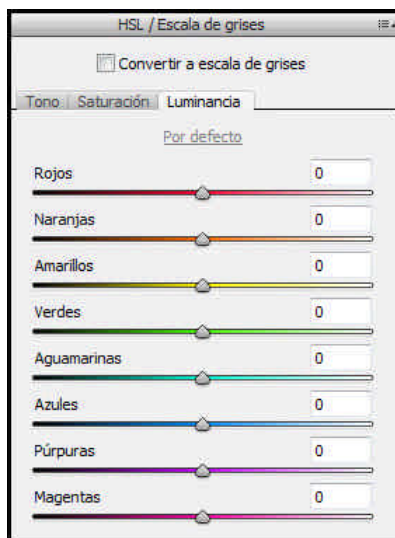 HSL / Escala de grises
Convertir a escala de grises
Tono Saturación Luminancia
Por defecto
Rojos 0
Naranjas 0
Amarillos 0
Verdes 0
Aguamarinas 0
Azules 0
Púrpuras 0
Magentas 0